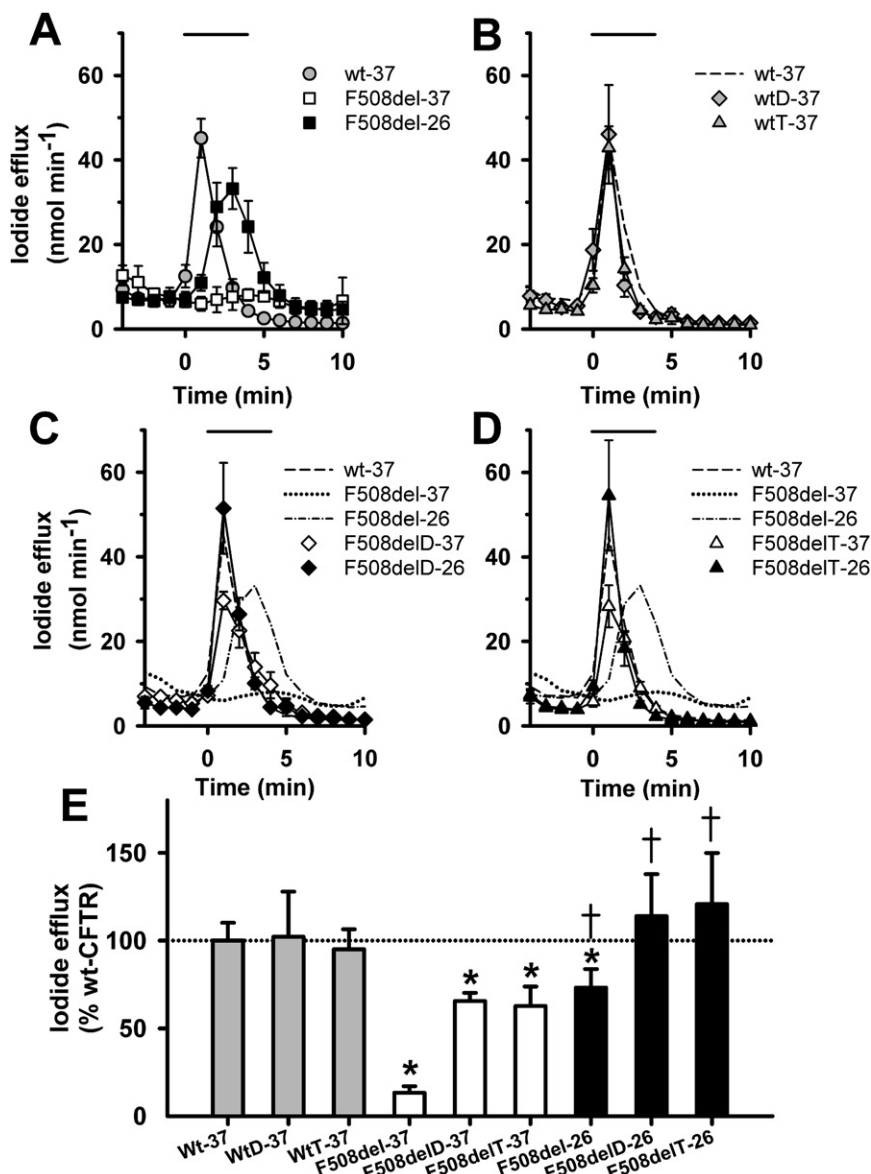 A
Iodide efflux
(nmol min⁻¹)
60
40
20
0
0 5 10
Time (min)
wt-37
F508del-37
F508del-26
B
60
40
20
0
0 5 10
Time (min)
wt-37
wtD-37
wtT-37
C
Iodide efflux
(nmol min⁻¹)
60
40
20
0
0 5 10
Time (min)
wt-37
F508del-37
F508del-26
F508delD-37
F508delD-26
D
60
40
20
0
0 5 10
Time (min)
wt-37
F508del-37
F508del-26
F508delT-37
F508delT-26
E
Iodide efflux
(% wt-CFTR)
150
100
50
0
* * * * † † †
Wt-37
WtD-37
WtT-37
F508del-37
F508delD-37
F508delT-37
F508del-26
F508delD-26
F508delT-26